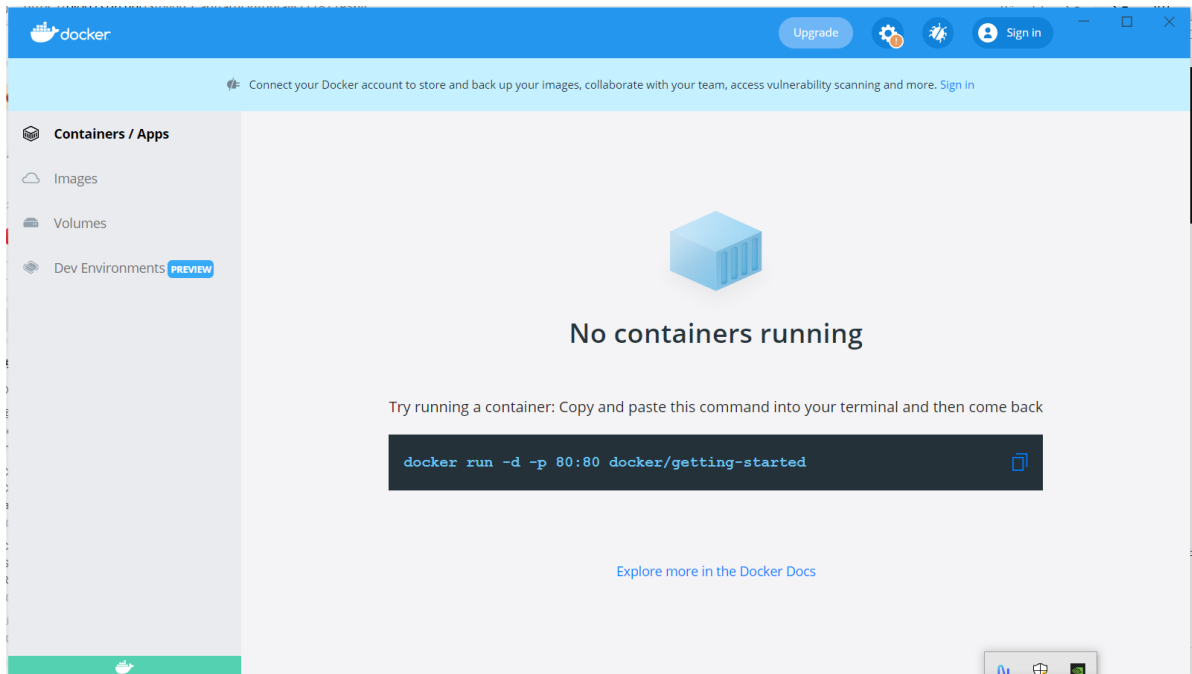 docker
Upgrade
Sign in
Connect your Docker account to store and back up your images, collaborate with your team, access vulnerability scanning and more. Sign in
Containers / Apps
Images
Volumes
Dev Environments PREVIEW
No containers running
Try running a container: Copy and paste this command into your terminal and then come back
docker run -d -p 80:80 docker/getting-started
Explore more in the Docker Docs